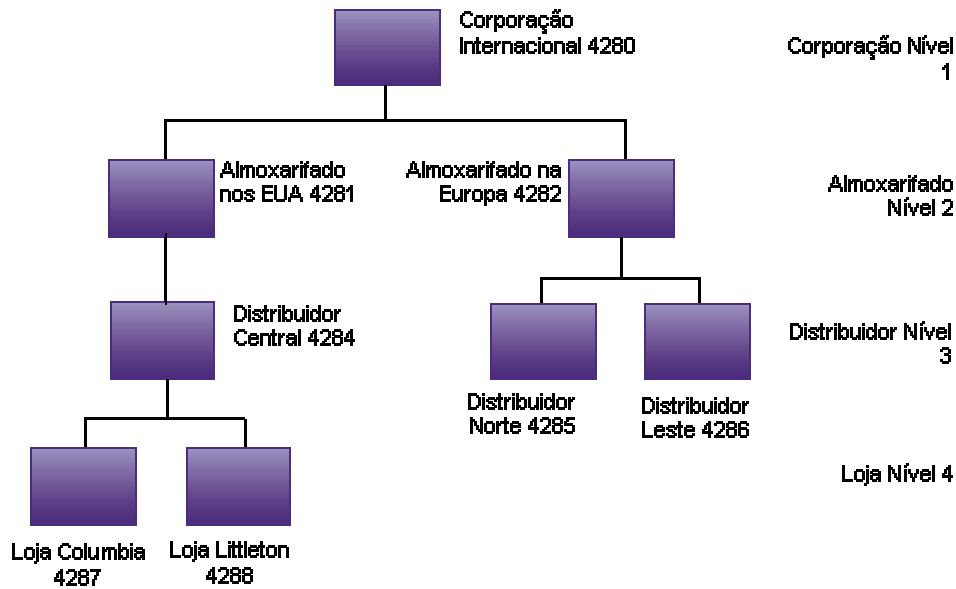 Corporação
Internacional 4280
Corporação Nível
1
Almoxarifado
nos EUA 4281
Almoxarifado na
Europa 4282
Almoxarifado
Nível 2
Distribuidor
Central 4284
Distribuidor Nível
3
Distribuidor
Norte 4285
Distribuidor
Leste 4286
Loja Nível 4
Loja Columbia
4287
Loja Littleton
4288